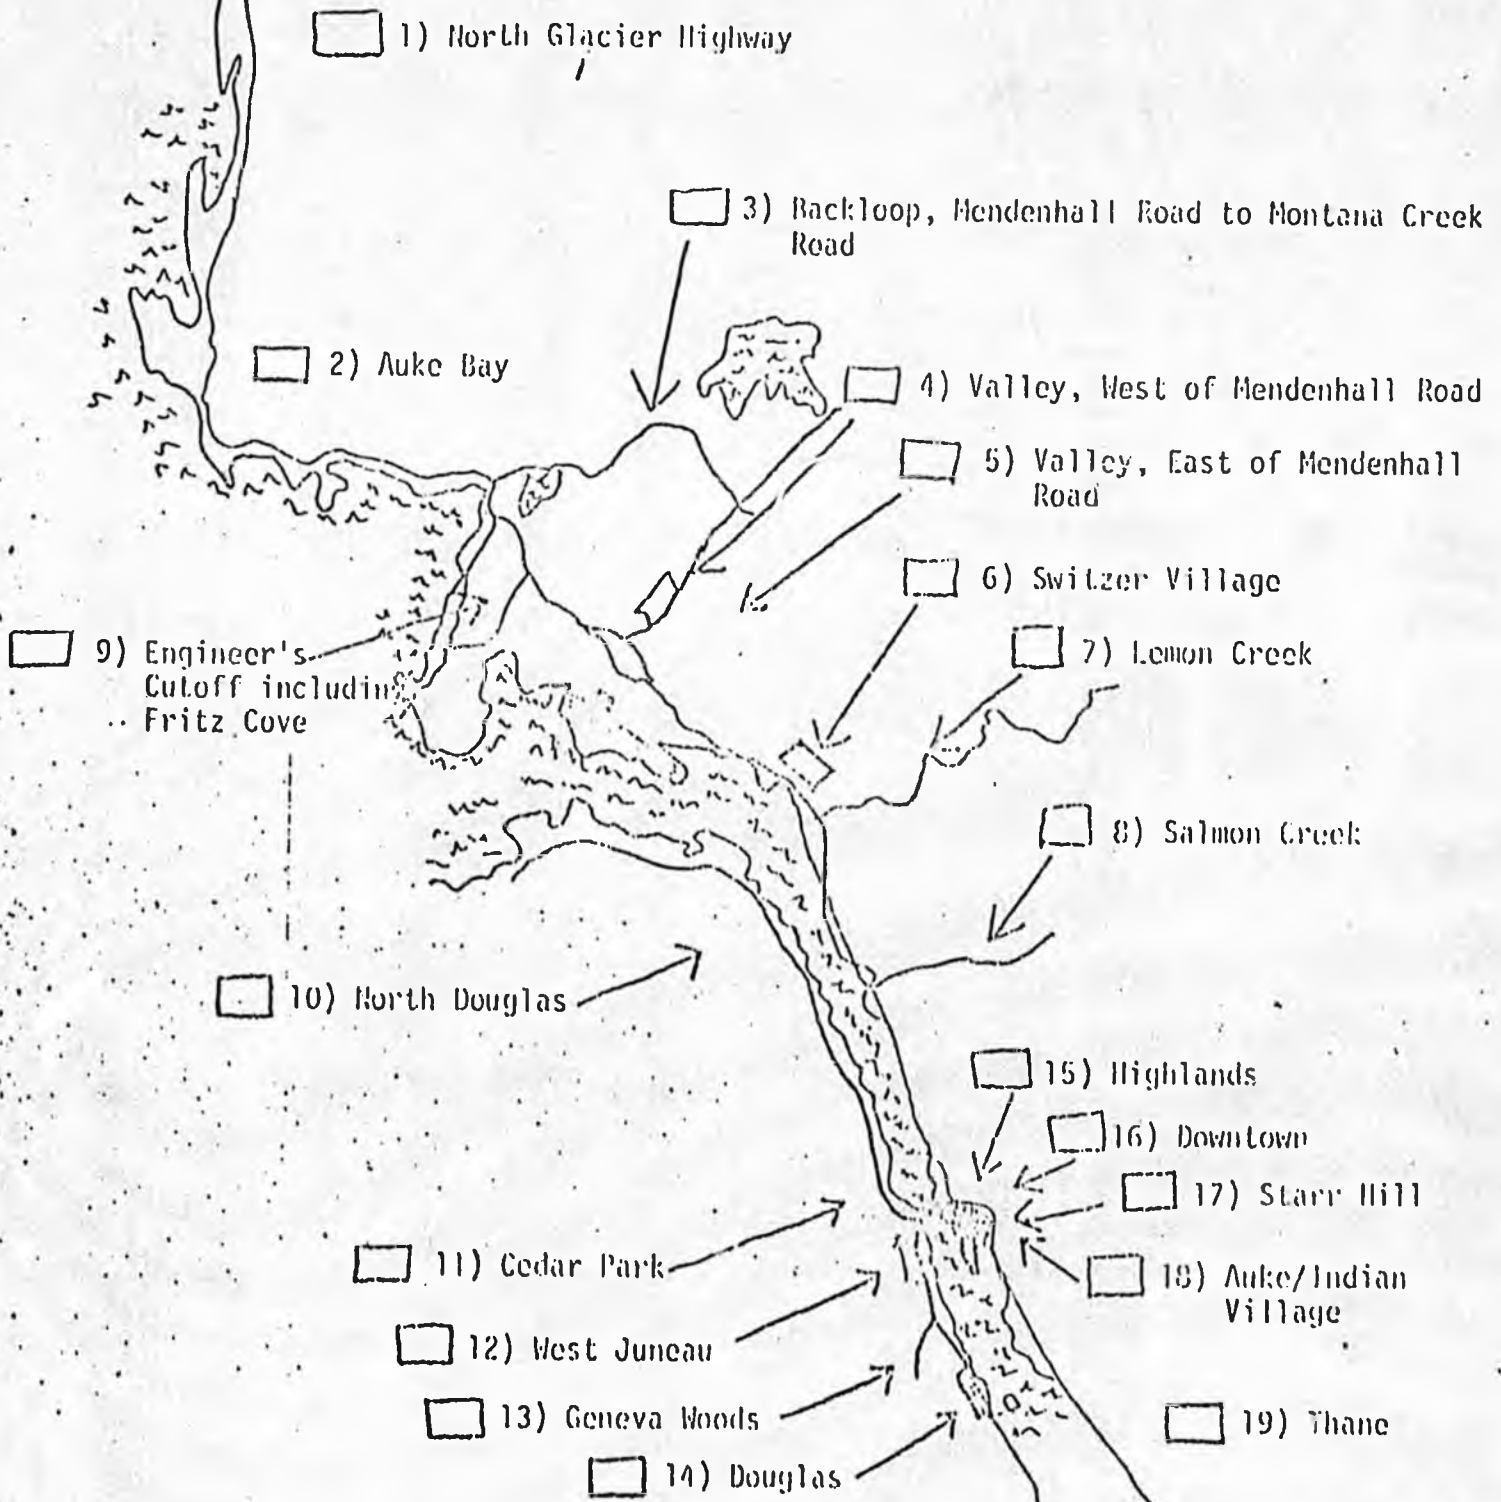 1) North Glacier Highway
3) Backloop, Mendenhall Road to Montana Creek
Road
2) Auke Bay
4) Valley, West of Mendenhall Road
5) Valley, East of Mendenhall
Road
6) Switzer Village
7) Lemon Creek
9) Engineer's
Cutoff including
Fritz Cove
8) Salmon Creek
10) North Douglas
15) Highlands
16) Downtown
17) Starr Hill
11) Cedar Park
18) Auke/Indian
Village
12) West Juneau
13) Geneva Woods
19) Thane
14) Douglas